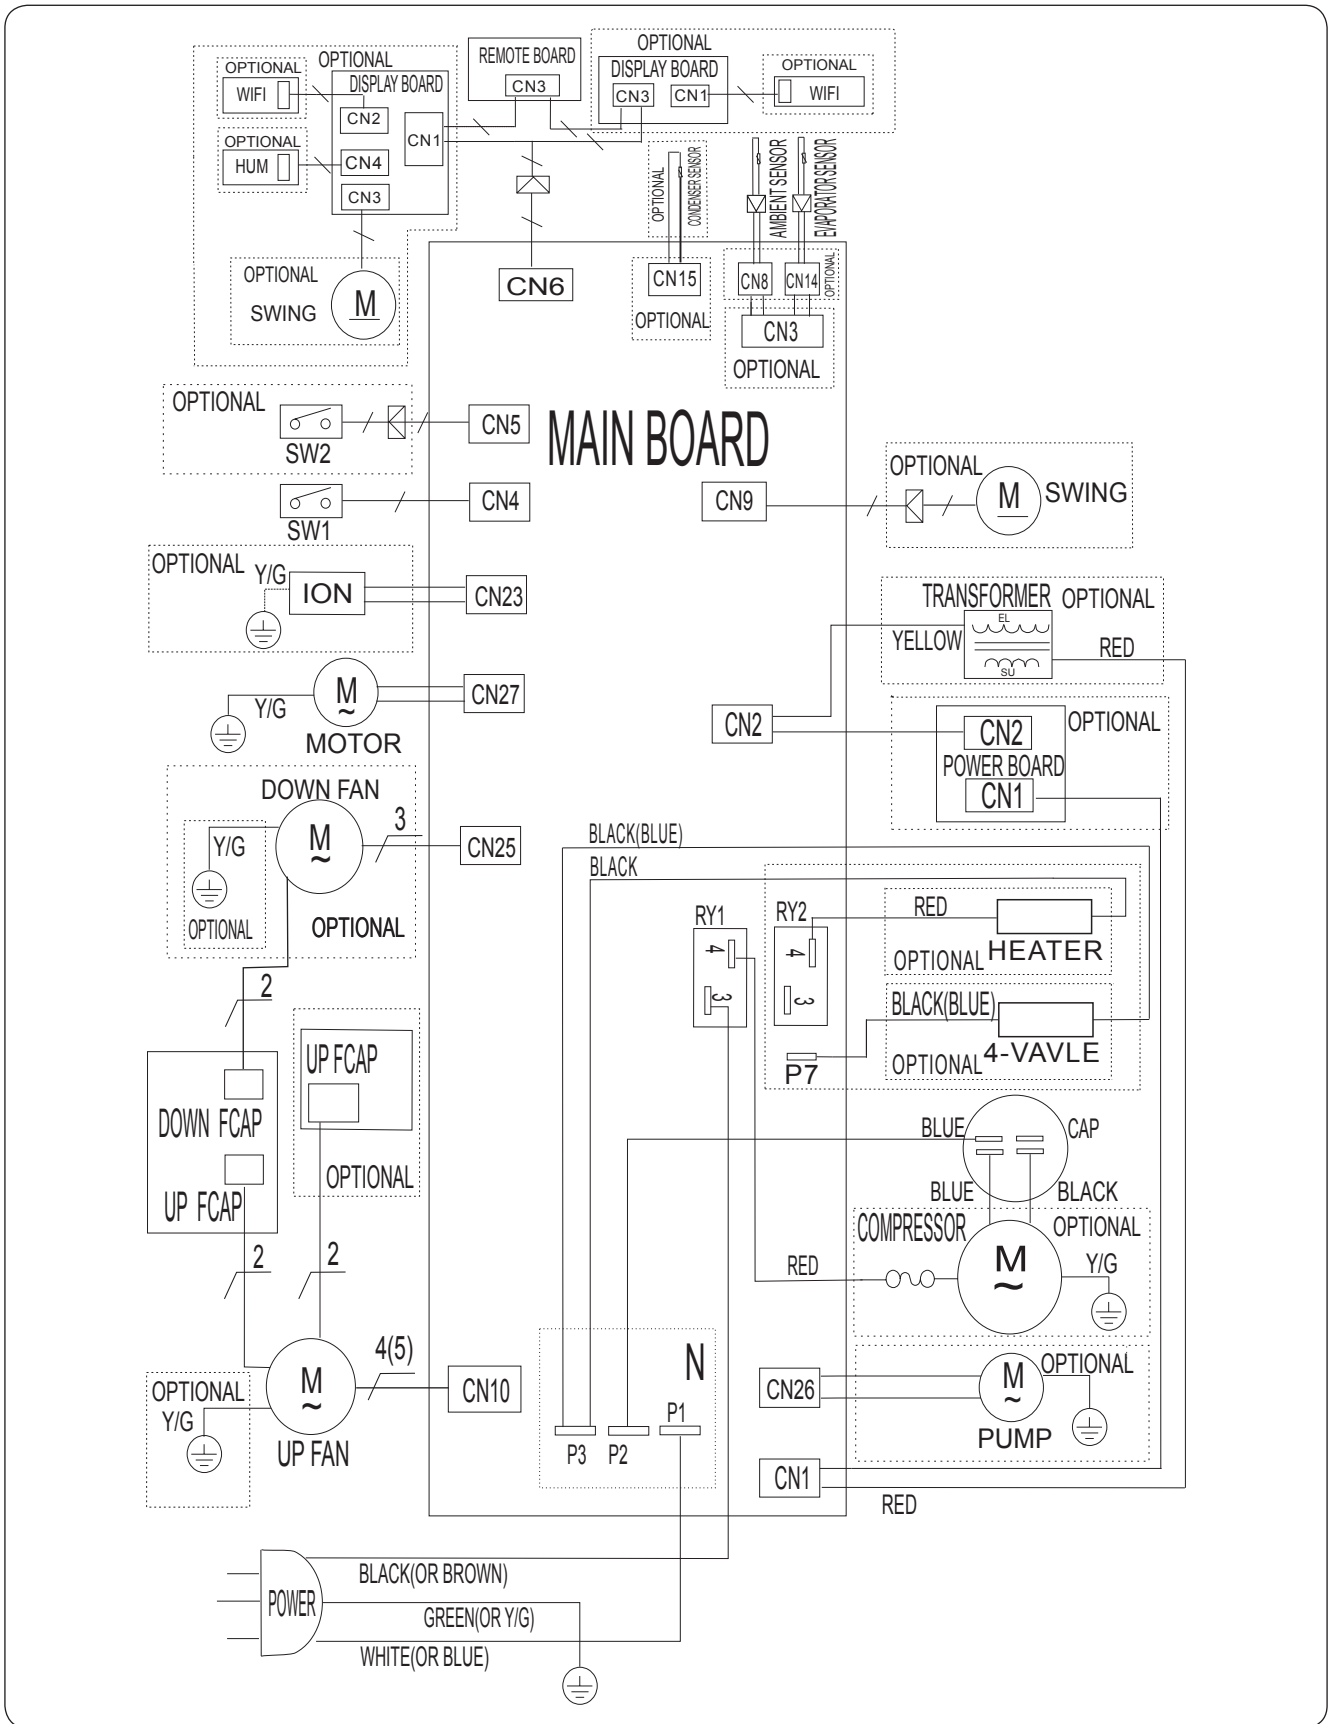 OPTIONAL
OPTIONAL
WIFI
DISPLAY BOARD
CN2
OPTIONAL
HUM
CN4
CN1
CN3
OPTIONAL
SWING
M
REMOTE BOARD
CN3
OPTIONAL
DISPLAY BOARD
CN3
CN1
OPTIONAL
WIFI
CN6
OPTIONAL
CONDENSER SENSOR
CN15
OPTIONAL
AMBIENT SENSOR
EVAPORATOR SENSOR
CN8
CN14
OPTIONAL
CN3
OPTIONAL
MAIN BOARD
OPTIONAL
SW2
CN5
SW1
CN4
OPTIONAL
Y/G
ION
CN23
M
~
Y/G
MOTOR
CN27
DOWN FAN
M
~
3
CN25
Y/G
OPTIONAL
OPTIONAL
2
DOWN FCAP
UP FCAP
UP FCAP
OPTIONAL
2
2
OPTIONAL
Y/G
M
~
UP FAN
4(5)
CN10
CN9
OPTIONAL
M
SWING
TRANSFORMER
OPTIONAL
YELLOW
EL
SU
RED
CN2
CN2
OPTIONAL
POWER BOARD
CN1
BLACK(BLUE)
BLACK
RY1
4
3
RY2
4
3
RED
HEATER
OPTIONAL
BLACK(BLUE)
4-VAVLE
OPTIONAL
P7
BLUE
CAP
BLUE
BLACK
COMPRESSOR
OPTIONAL
M
~
Y/G
RED
N
P3
P2
P1
CN26
OPTIONAL
M
~
PUMP
CN1
RED
POWER
BLACK(OR BROWN)
GREEN(OR Y/G)
WHITE(OR BLUE)